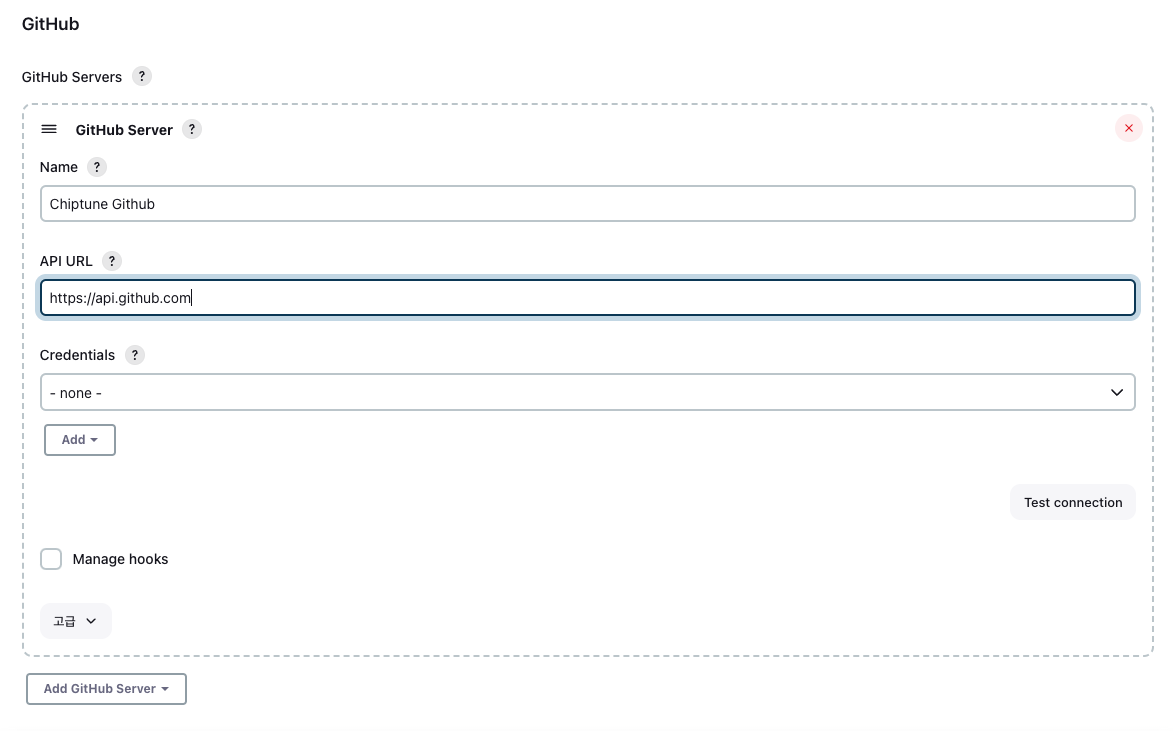 GitHub
GitHub Servers ?
GitHub Server ?
Name ?
Chiptune Github
API URL ?
https://api.github.com
Credentials ?
- none -
Add
Test connection
Manage hooks
고급
Add GitHub Server